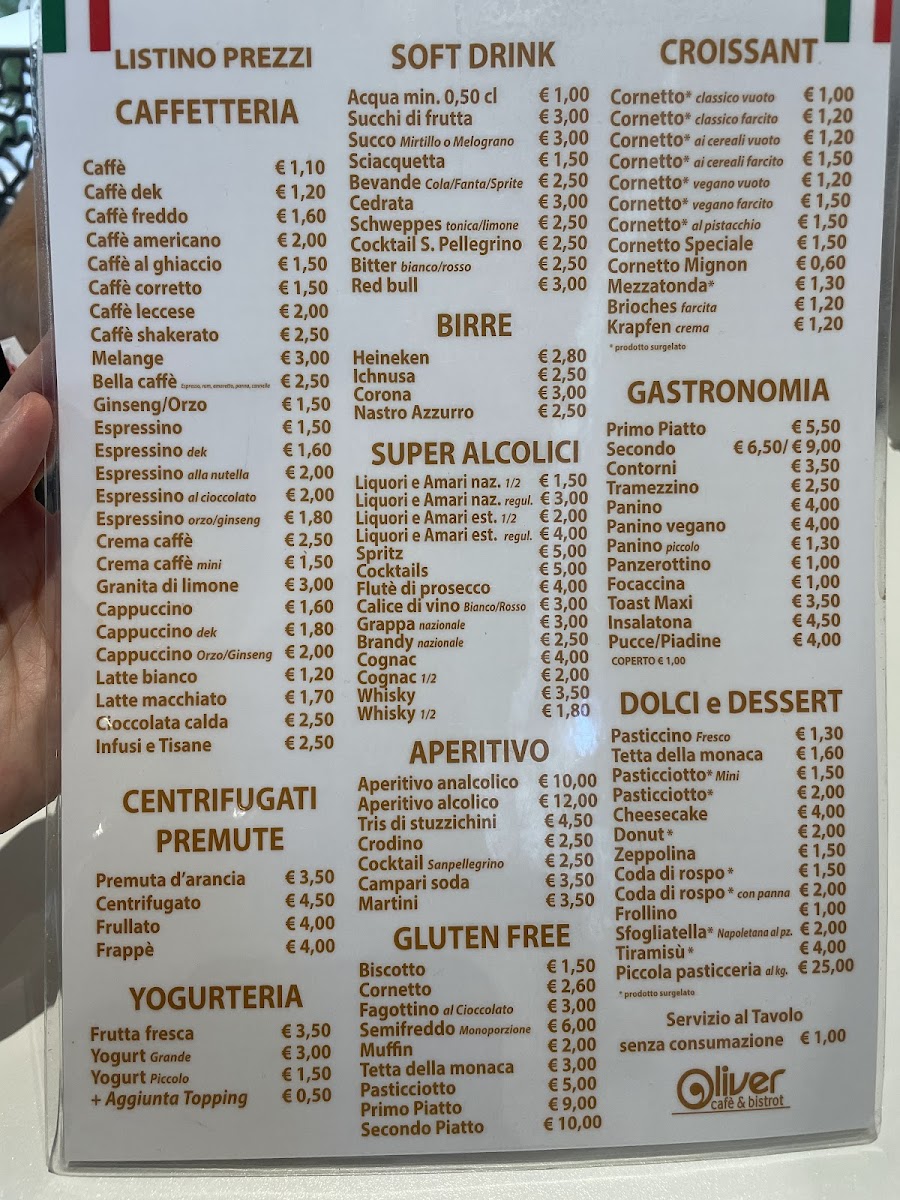 LISTINO PREZZI
CAFFETTERIA
Caffè € 1,10
Caffè dek € 1,20
Caffè freddo € 1,60
Caffè americano € 2,00
Caffè al ghiaccio € 1,50
Caffè corretto € 1,50
Caffè leccese € 2,00
Caffè shakerato € 2,50
Melange € 3,00
Bella caffè Espresso, rum, amaretto, panna, cannella € 2,50
Ginseng/Orzo € 1,50
Espressino € 1,50
Espressino dek € 1,60
Espressino alla nutella € 2,00
Espressino al cioccolato € 2,00
Espressino orzo/ginseng € 1,80
Crema caffè € 2,50
Crema caffè mini € 1,50
Granita di limone € 3,00
Cappuccino € 1,60
Cappuccino dek € 1,80
Cappuccino Orzo/Ginseng € 2,00
Latte bianco € 1,20
Latte macchiato € 1,70
Cioccolata calda € 2,50
Infusi e Tisane € 2,50
CENTRIFUGATI
PREMUTE
Premuta d'arancia € 3,50
Centrifugato € 4,50
Frullato € 4,00
Frappè € 4,00
YOGURTERIA
Frutta fresca € 3,50
Yogurt Grande € 3,00
Yogurt Piccolo € 1,50
+ Aggiunta Topping € 0,50
SOFT DRINK
Acqua min. 0,50 cl € 1,00
Succhi di frutta € 3,00
Succo Mirtillo o Melograno € 3,00
Sciacquetta € 1,50
Bevande Cola/Fanta/Sprite € 2,50
Cedrata € 3,00
Schweppes tonica/limone € 2,50
Cocktail S. Pellegrino € 2,50
Bitter bianco/rosso € 2,50
Red bull € 3,00
BIRRE
Heineken € 2,80
Ichnusa € 2,50
Corona € 3,00
Nastro Azzurro € 2,50
SUPER ALCOLICI
Liquori e Amari naz. 1/2 € 1,50
Liquori e Amari naz. regul. € 3,00
Liquori e Amari est. 1/2 € 2,00
Liquori e Amari est. regul. € 4,00
Spritz € 5,00
Cocktails € 5,00
Flutè di prosecco € 4,00
Calice di vino Bianco/Rosso € 3,00
Grappa nazionale € 3,00
Brandy nazionale € 2,50
Cognac € 4,00
Cognac 1/2 € 2,00
Whisky € 3,50
Whisky 1/2 € 1,80
APERITIVO
Aperitivo analcolico € 10,00
Aperitivo alcolico € 12,00
Tris di stuzzichini € 4,50
Crodino € 2,50
Cocktail Sanpellegrino € 2,50
Campari soda € 3,50
Martini € 3,50
GLUTEN FREE
Biscotto € 1,50
Cornetto € 2,60
Fagottino al Cioccolato € 3,00
Semifreddo Monoporzione € 6,00
Muffin € 2,00
Tetta della monaca € 3,00
Pasticciotto € 5,00
Primo Piatto € 9,00
Secondo Piatto € 10,00
CROISSANT
Cornetto* classico vuoto € 1,00
Cornetto* classico farcito € 1,20
Cornetto* ai cereali vuoto € 1,20
Cornetto* ai cereali farcito € 1,50
Cornetto* vegano vuoto € 1,20
Cornetto* vegano farcito € 1,50
Cornetto* al pistacchio € 1,50
Cornetto Speciale € 1,50
Cornetto Mignon € 0,60
Mezzatonda* € 1,30
Brioches farcita € 1,20
Krapfen crema € 1,20
* prodotto surgelato
GASTRONOMIA
Primo Piatto € 5,50
Secondo € 6,50/ € 9,00
Contorni € 3,50
Tramezzino € 2,50
Panino € 4,00
Panino vegano € 4,00
Panino piccolo € 1,30
Panzerottino € 1,00
Focaccina € 1,00
Toast Maxi € 3,50
Insalatona € 4,50
Pucce/Piadine € 4,00
COPERTO € 1,00
DOLCI e DESSERT
Pasticcino Fresco € 1,30
Tetta della monaca € 1,60
Pasticciotto* Mini € 1,50
Pasticciotto* € 2,00
Cheesecake € 4,00
Donut* € 2,00
Zeppolina € 1,50
Coda di rospo* € 1,50
Coda di rospo* con panna € 2,00
Frollino € 1,00
Sfogliatella* Napoletana al pz. € 2,00
Tiramisù* € 4,00
Piccola pasticceria al kg. € 25,00
* prodotto surgelato
Servizio al Tavolo
senza consumazione € 1,00
Oliver
cafè & bistrot